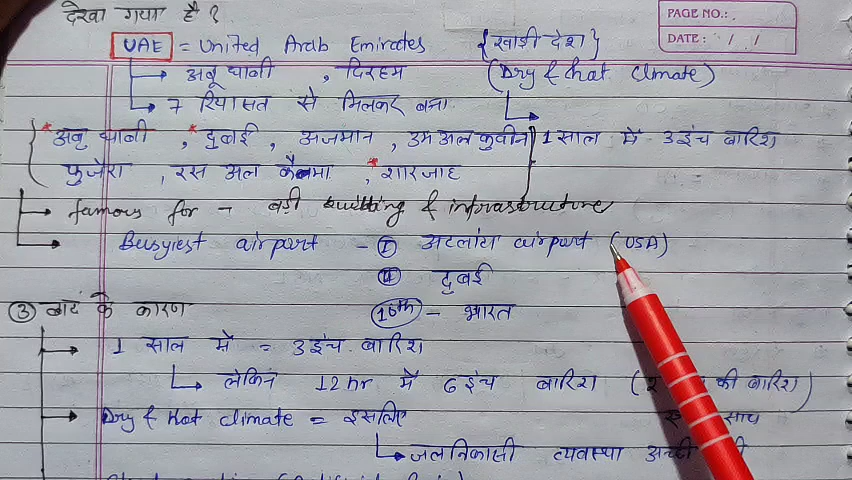 देखा गया है ?
PAGE NO.:
DATE: / /
UAE = United Arab Emirates {खाड़ी देश}
अबू धाबी , दिरहम (Dry & hot climate)
7 रियासत से मिलकर बना
अबु धाबी , दुबई , अजमान , उम अल कुवीन 1 साल में 3 इंच बारिश
फुजेरा , रस अल कैमा , शारजाह
famous for → बड़ी building & infrastructure
Busyiest airport - I अटलांटा airport (USA)
II दुबई
③ बाढ़ के कारण 10th - भारत
1 साल में = 3 इंच बारिश
लेकिन 12 hr में 6 इंच बारिश ( की बारिश)
Dry & hot climate = इसलिए साथ
जल निकासी व्यवस्था